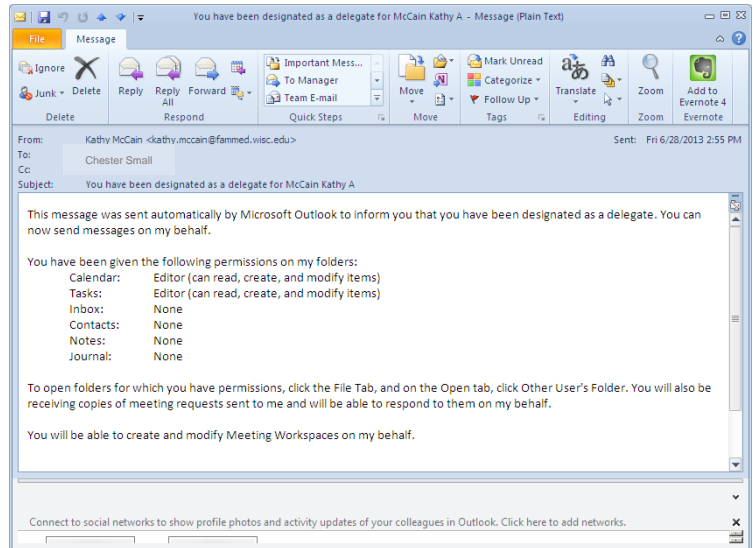 You have been designated as a delegate for McCain Kathy A - Message (Plain Text)
File Message
Ignore
Junk
Delete
Reply
Reply All
Forward
Important Mess...
To Manager
Team E-mail
Move
Mark Unread
Categorize
Follow Up
Translate
Zoom
Add to Evernote 4
Delete Respond Quick Steps Move Tags Editing Zoom Evernote
From: Kathy McCain <kathy.mccain@fammed.wisc.edu> Sent: Fri 6/28/2013 2:55 PM
To: Chester Small
Cc:
Subject: You have been designated as a delegate for McCain Kathy A
This message was sent automatically by Microsoft Outlook to inform you that you have been designated as a delegate. You can
now send messages on my behalf.
You have been given the following permissions on my folders:
Calendar: Editor (can read, create, and modify items)
Tasks: Editor (can read, create, and modify items)
Inbox: None
Contacts: None
Notes: None
Journal: None
To open folders for which you have permissions, click the File Tab, and on the Open tab, click Other User's Folder. You will also be
receiving copies of meeting requests sent to me and will be able to respond to them on my behalf.
You will be able to create and modify Meeting Workspaces on my behalf.
Connect to social networks to show profile photos and activity updates of your colleagues in Outlook. Click here to add networks.